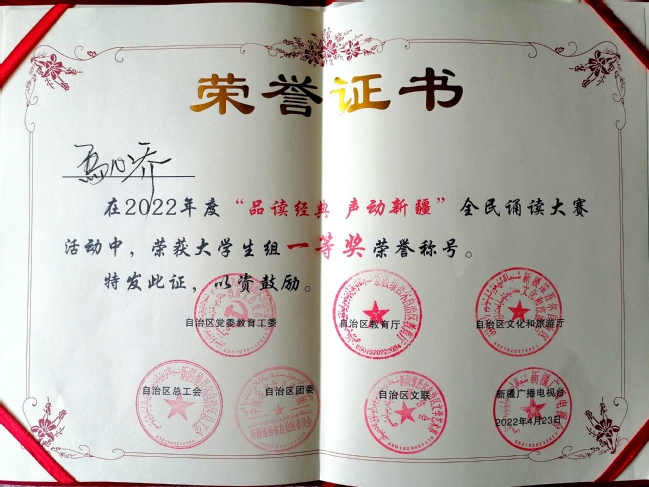 荣誉证书
在2022年度“品读经典 声动新疆”全民诵读大赛
活动中，荣获大学生组一等奖荣誉称号。
特发此证，以资鼓励。
自治区党委教育工委 自治区教育厅 自治区文化和旅游厅
自治区总工会 自治区团委 自治区文联 新疆广播电视台
2022年4月23日